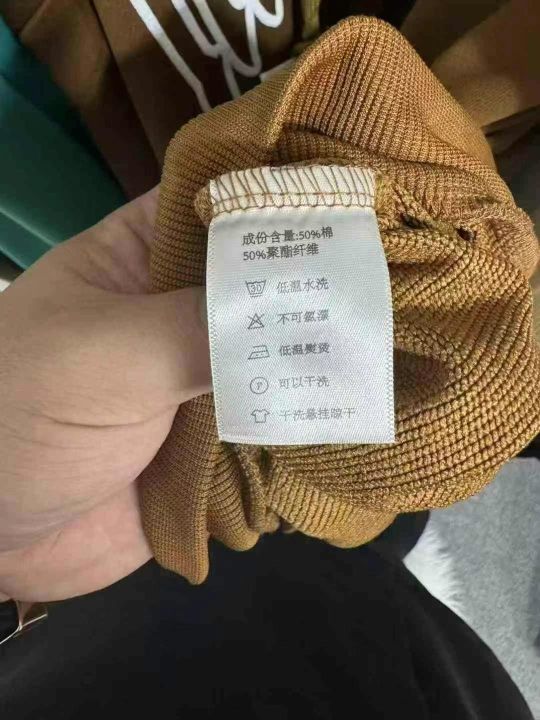 成份含量:50%棉
50%聚酯纤维
30 低温水洗
不可氯漂
低温熨烫
可以干洗
干洗悬挂晾干